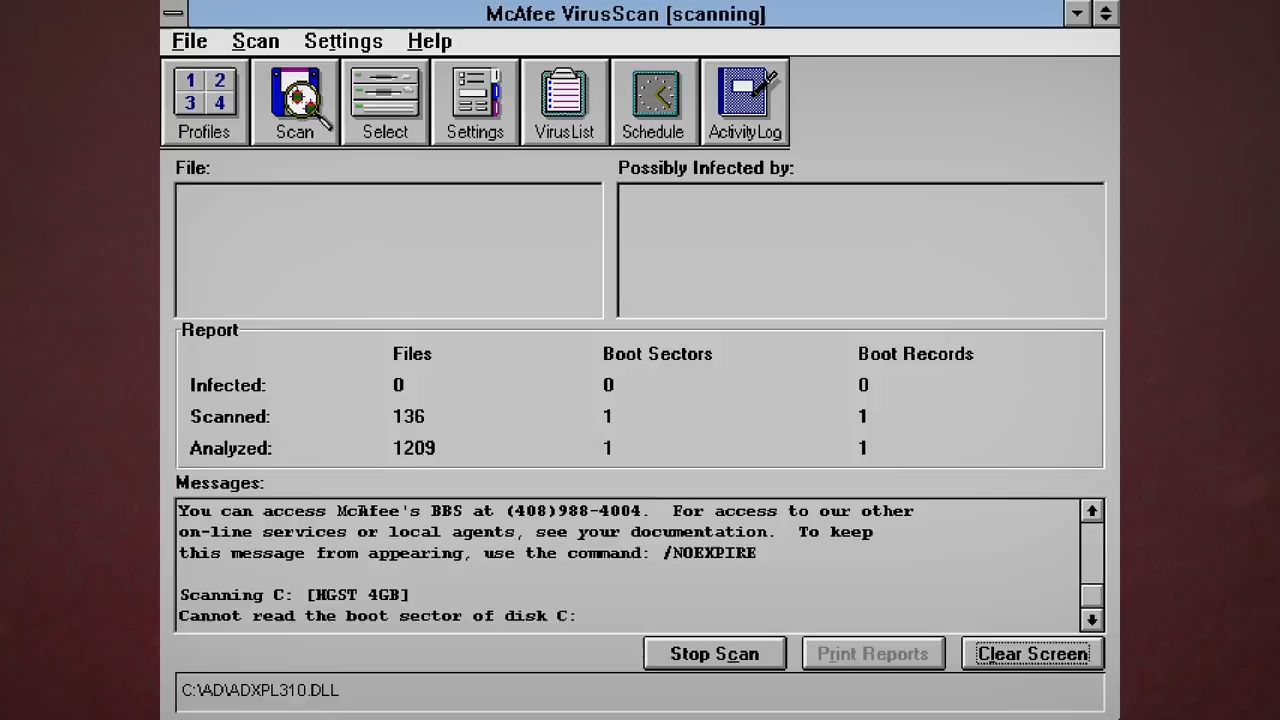 McAfee VirusScan [scanning]
File Scan Settings Help
1 2
3 4
Profiles Scan Select Settings VirusList Schedule ActivityLog
File: Possibly Infected by:
Report
Files Boot Sectors Boot Records
Infected: 0 0 0
Scanned: 136 1 1
Analyzed: 1209 1 1
Messages:
You can access McAfee's BBS at (408)988-4004. For access to our other
on-line services or local agents, see your documentation. To keep
this message from appearing, use the command: /NOEXPIRE
Scanning C: [HGST 4GB]
Cannot read the boot sector of disk C:
Stop Scan Print Reports Clear Screen
C:\AD\ADXPL310.DLL